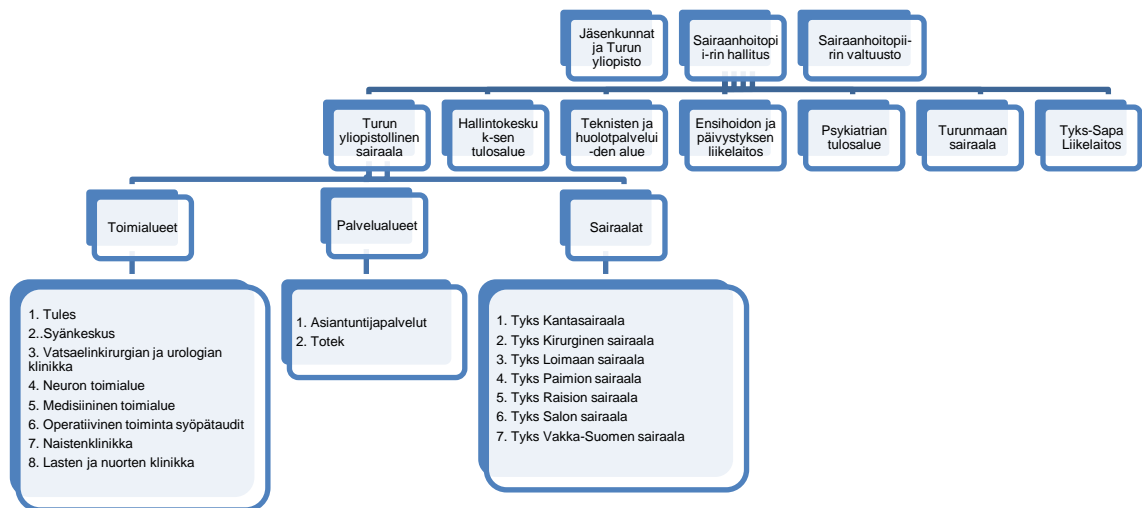 Jäsenkunnat
ja Turun
yliopisto
Sairaanhoitopi
i-rin hallitus
Sairaanhoitopii-
rin valtuusto
Turun
yliopistollinen
sairaala
Hallintokesku
k-sen tulosalue
Teknisten ja
huolotpalvelui
-den alue
Ensihoidon ja
päivystyksen
liikelaitos
Psykiatrian
tulosalue
Turunmaan
sairaala
Tyks-Sapa
Liikelaitos
Toimialueet
Palvelualueet
Sairaalat
1. Tules
2..Syänkeskus
3. Vatsaelinkirurgian ja urologian
klinikka
4. Neuron toimialue
5. Medisiininen toimialue
6. Operatiivinen toiminta syöpätaudit
7. Naistenklinikka
8. Lasten ja nuorten klinikka
1. Asiantuntijapalvelut
2. Totek
1. Tyks Kantasairaala
2. Tyks Kirurginen sairaala
3. Tyks Loimaan sairaala
4. Tyks Paimion sairaala
5. Tyks Raision sairaala
6. Tyks Salon sairaala
7. Tyks Vakka-Suomen sairaala